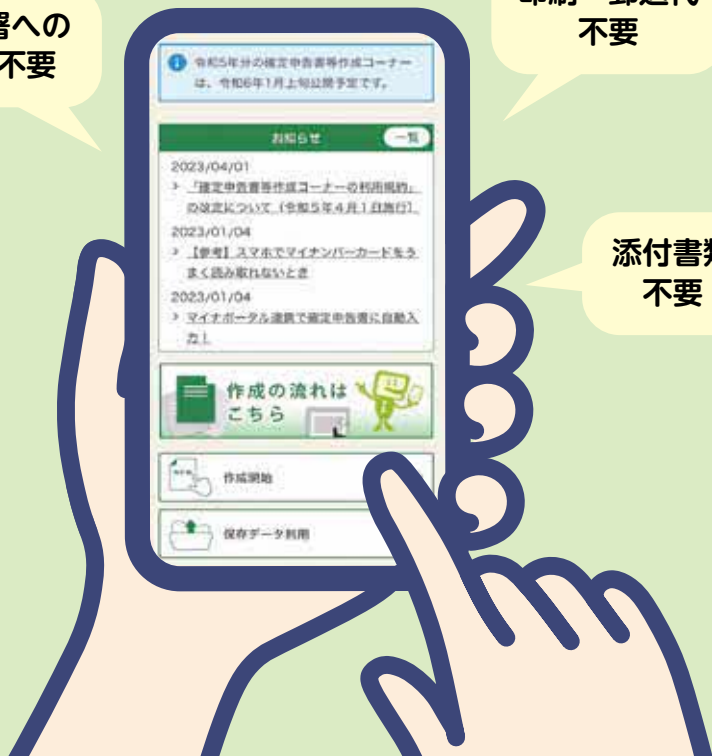 署への
不要
印刷・郵送代
不要
添付書類
不要
令和5年分の確定申告書等作成コーナー
は、令和6年1月上旬公開予定です。
お知らせ
一覧
2023/04/01
「確定申告書等作成コーナーの利用規約」
の改定について（令和5年4月1日施行）
2023/01/04
【参考】スマホでマイナンバーカードをう
まく読み取れないとき
2023/01/04
マイナポータル連携で確定申告書に自動入
力！
作成の流れは
こちら
作成開始
保存データ利用